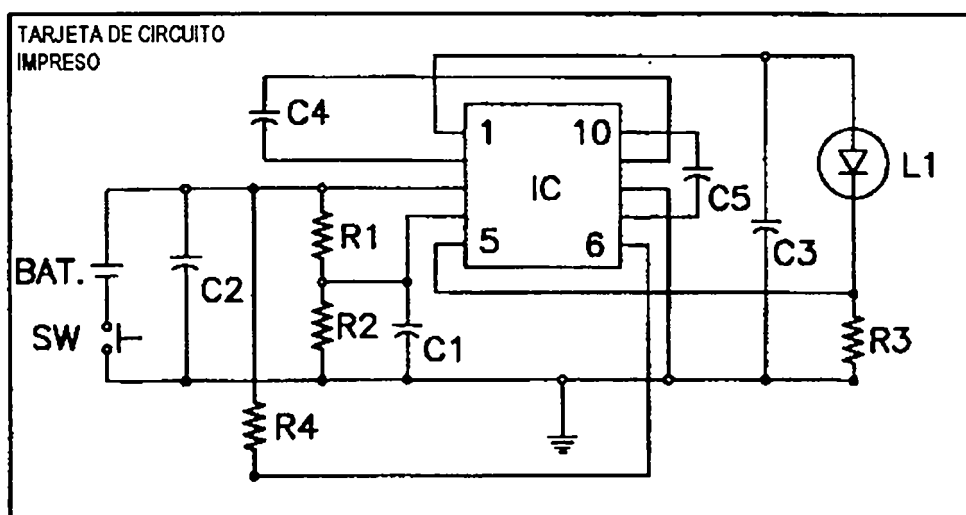 TARJETA DE CIRCUITO
IMPRESO
C4
1
10
IC
C5
L1
R1
5
6
C3
BAT.
C2
SW
R2
C1
R3
R4